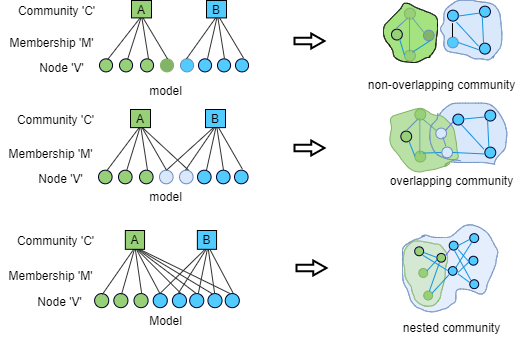 Community 'C' A B
Membership 'M'
Node 'V'
model
non-overlapping community
Community 'C' A B
Membership 'M'
Node 'V'
model
overlapping community
Community 'C' A B
Membership 'M'
Node 'V'
Model
nested community